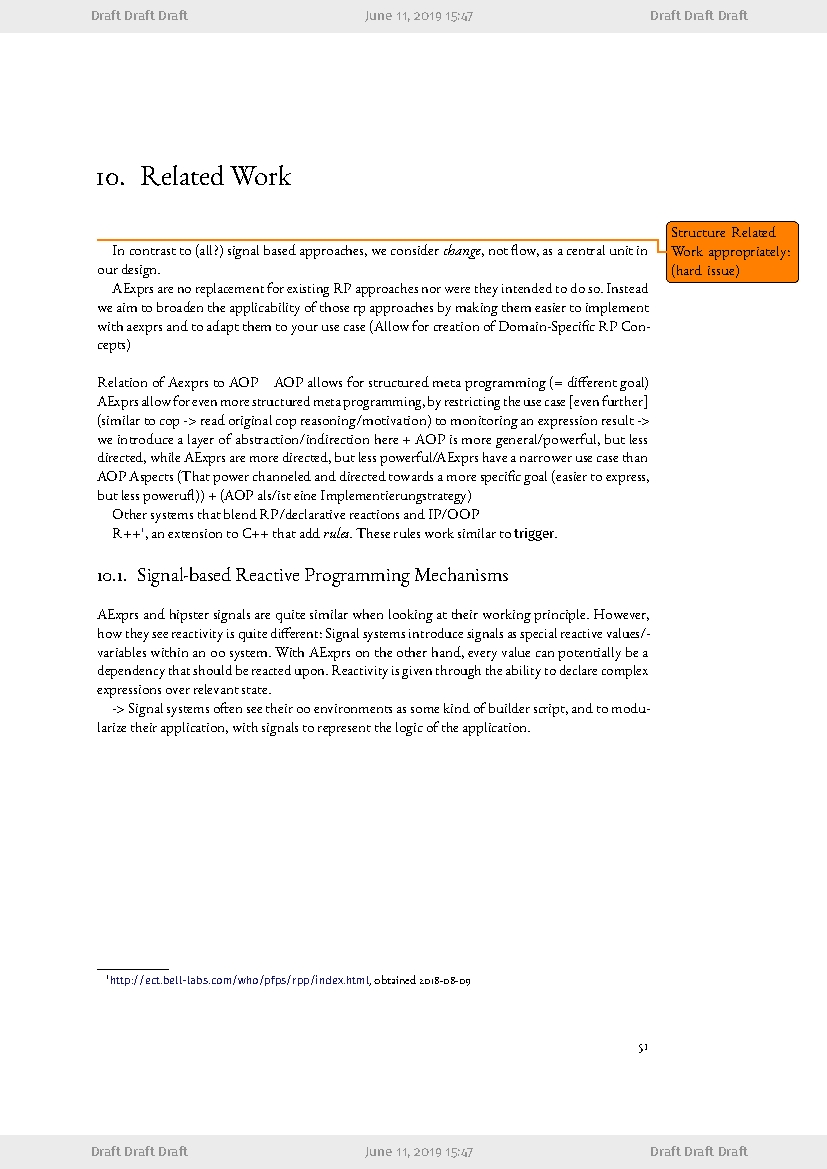 Draft Draft Draft June 11, 2019 15:47 Draft Draft Draft
10. Related Work
Structure Related
Work appropriately:
(hard issue)
In contrast to (all?) signal based approaches, we consider change, not flow, as a central unit in
our design.
AExprs are no replacement for existing RP approaches nor were they intended to do so. Instead
we aim to broaden the applicability of those rp approaches by making them easier to implement
with aexprs and to adapt them to your use case (Allow for creation of Domain-Specific RP Con-
cepts)
Relation of Aexprs to AOP AOP allows for structured meta programming (= different goal)
AExprs allow for even more structured meta programming, by restricting the use case [even further]
(similar to cop -> read original cop reasoning/motivation) to monitoring an expression result ->
we introduce a layer of abstraction/indirection here + AOP is more general/powerful, but less
directed, while AExprs are more directed, but less powerful/AExprs have a narrower use case than
AOP Aspects (That power channeled and directed towards a more specific goal (easier to express,
but less powerufl)) + (AOP als/ist eine Implementierungstrategy)
Other systems that blend RP/declarative reactions and IP/OOP
R++¹, an extension to C++ that add rules. These rules work similar to trigger.
10.1. Signal-based Reactive Programming Mechanisms
AExprs and hipster signals are quite similar when looking at their working principle. However,
how they see reactivity is quite different: Signal systems introduce signals as special reactive values/-
variables within an oo system. With AExprs on the other hand, every value can potentially be a
dependency that should be reacted upon. Reactivity is given through the ability to declare complex
expressions over relevant state.
-> Signal systems often see their oo environments as some kind of builder script, and to modu-
larize their application, with signals to represent the logic of the application.
¹http://ect.bell-labs.com/who/pfps/rpp/index.html, obtained 2018-08-09
51
Draft Draft Draft June 11, 2019 15:47 Draft Draft Draft